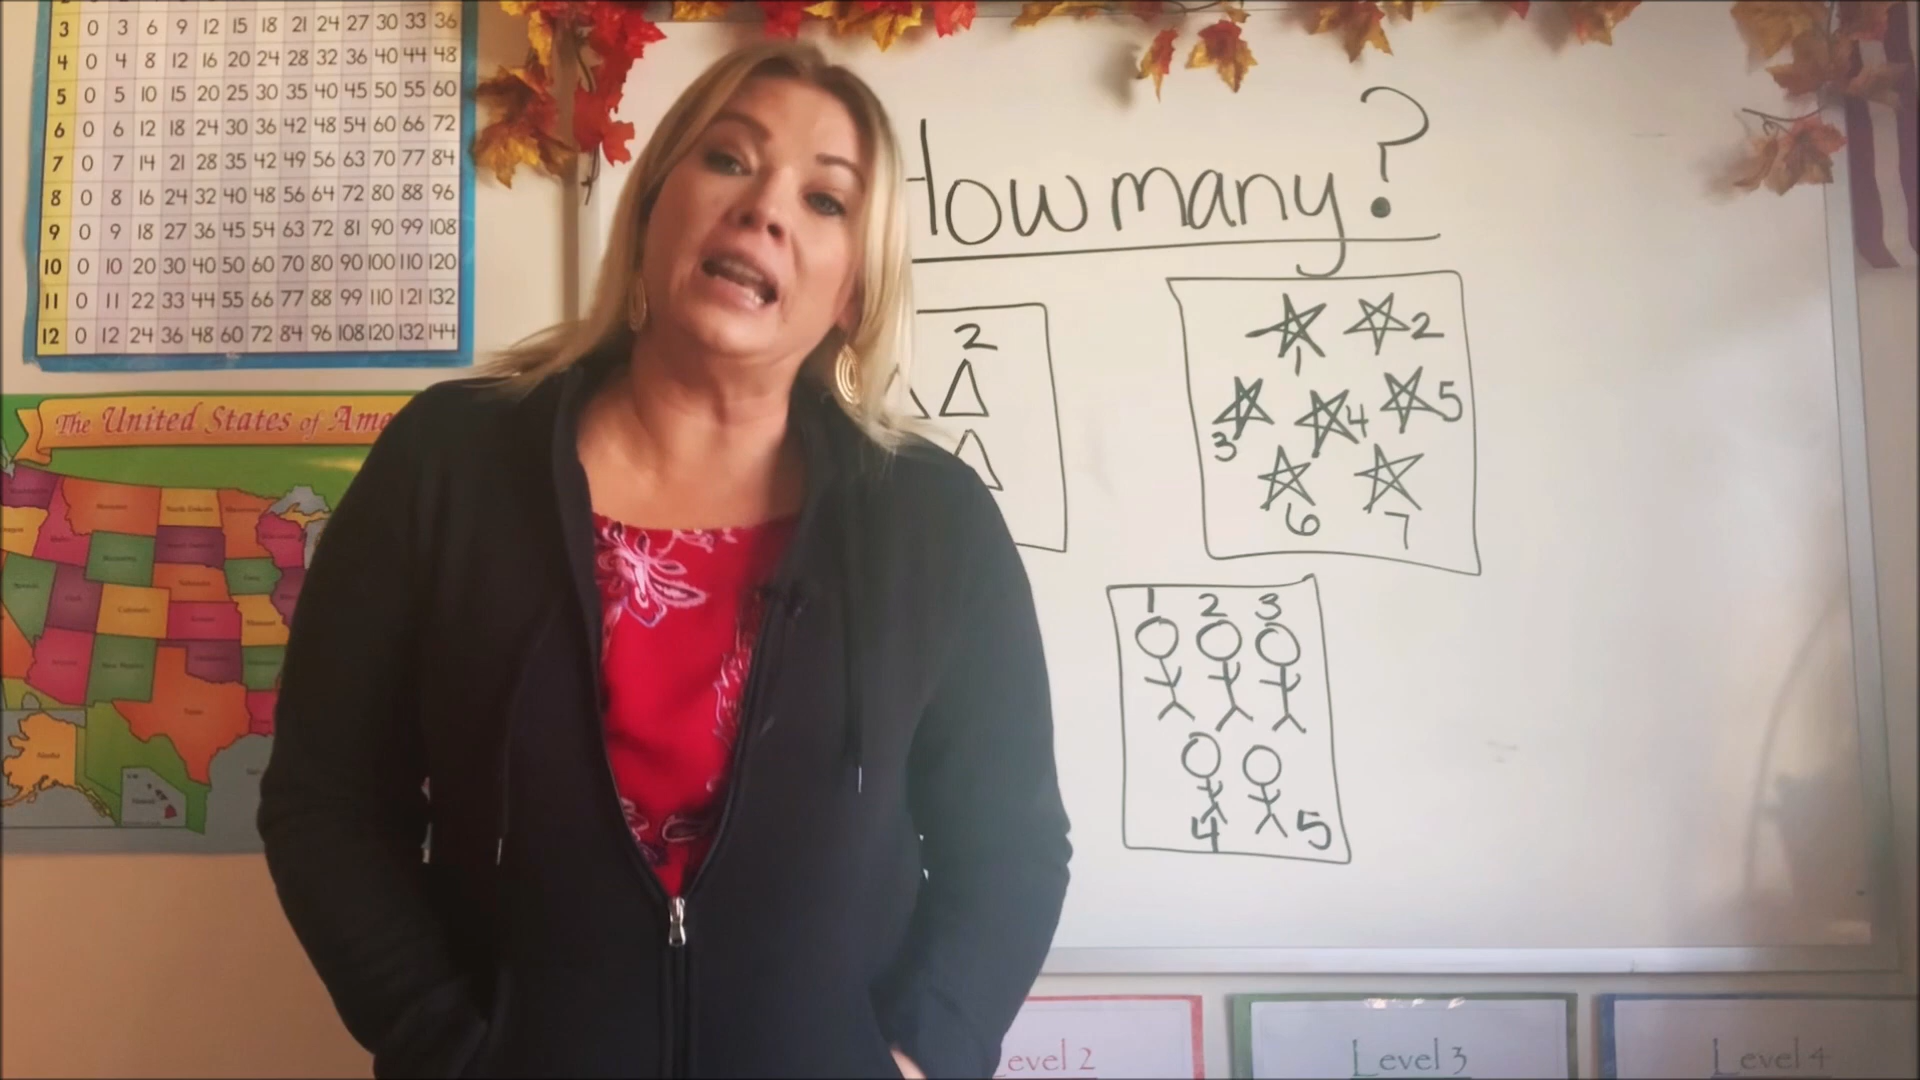 3 0 3 6 9 12 15 18 21 24 27 30 33 36
4 0 4 8 12 16 20 24 28 32 36 40 44 48
5 0 5 10 15 20 25 30 35 40 45 50 55 60
6 0 6 12 18 24 30 36 42 48 54 60 66 72
7 0 7 14 21 28 35 42 49 56 63 70 77 84
8 0 8 16 24 32 40 48 56 64 72 80 88 96
9 0 9 18 27 36 45 54 63 72 81 90 99 108
10 0 10 20 30 40 50 60 70 80 90 100 110 120
11 0 11 22 33 44 55 66 77 88 99 110 121 132
12 0 12 24 36 48 60 72 84 96 108 120 132 144
The United States of Ame
Montana
North Dakota
Colorado
Texas
Alaska
How many?
2
1 2
3 4 5
6 7
1 2 3
4 5
Level 2
Level 3
Level 4